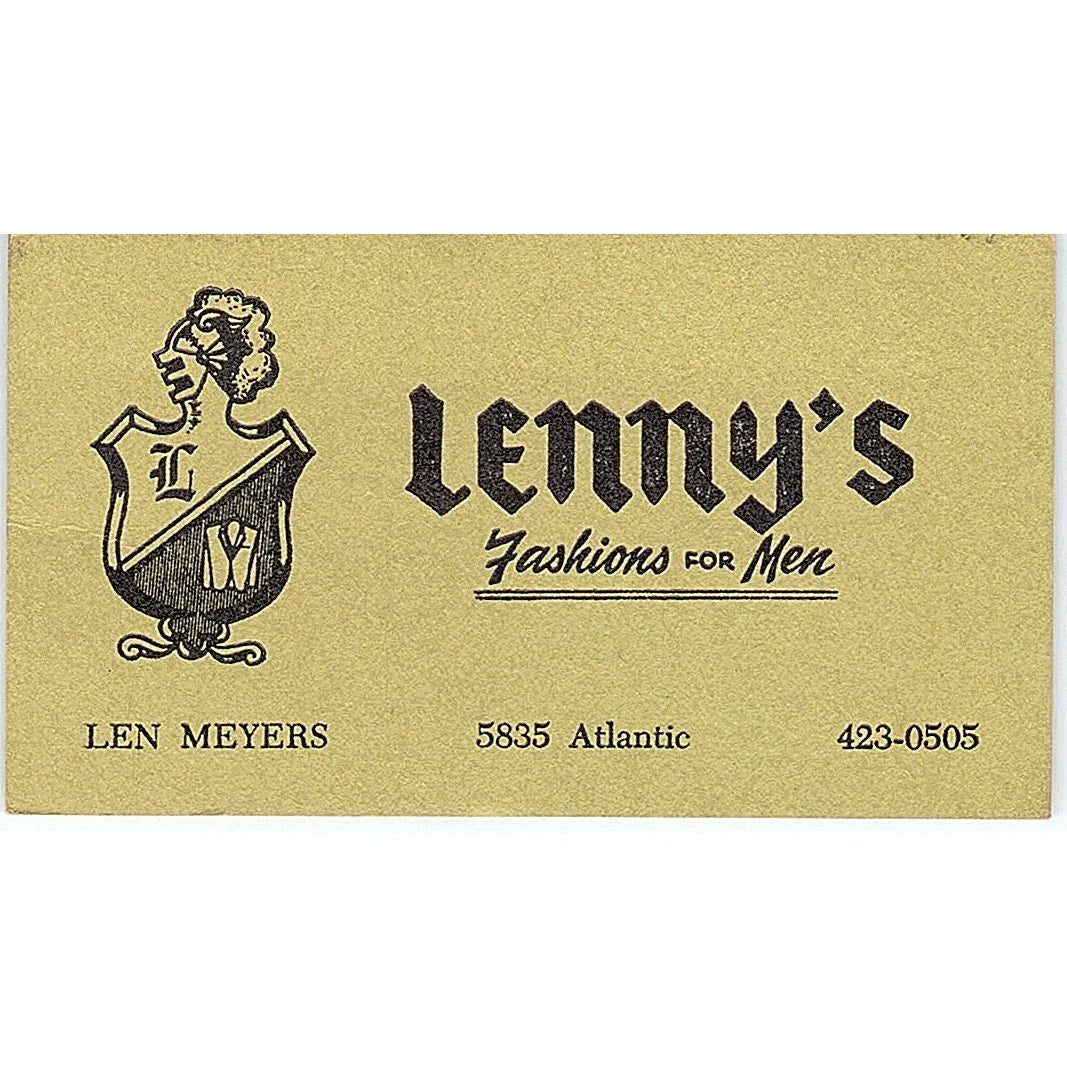 L
Lenny's
Fashions FOR Men
LEN MEYERS
5835 Atlantic
423-0505